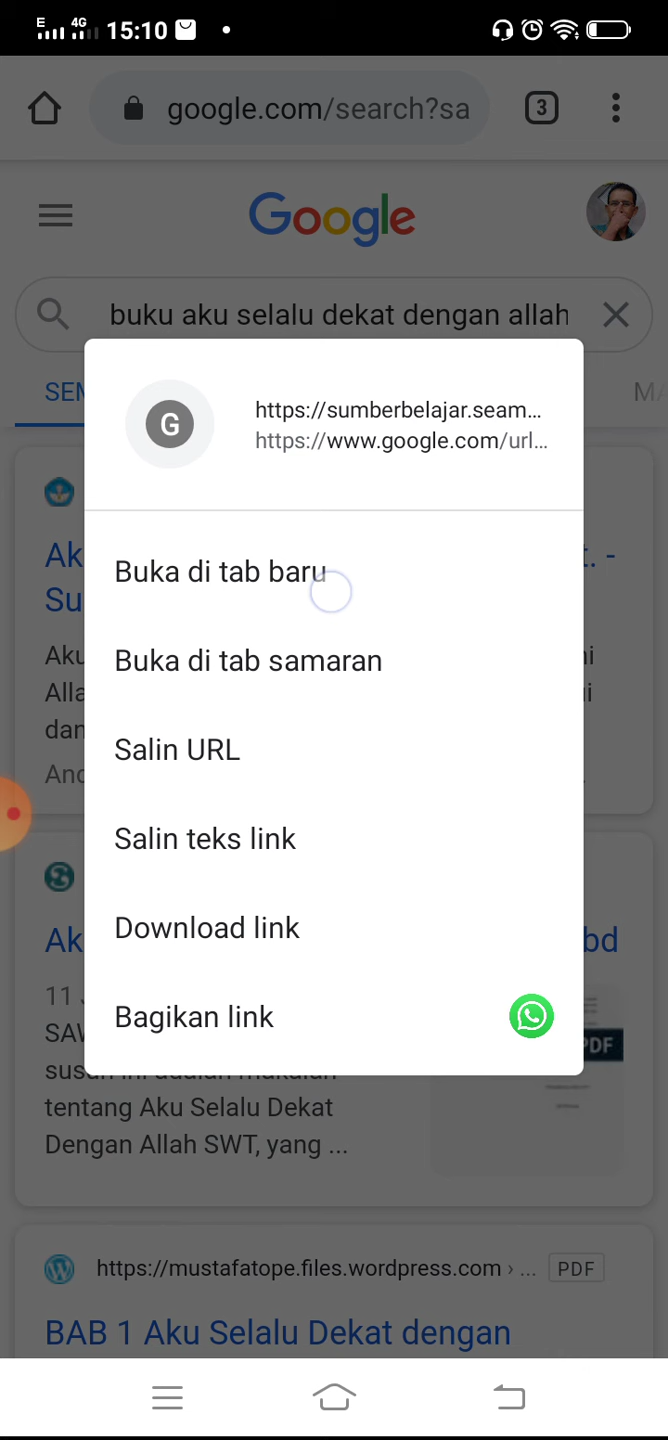 E 4G 15:10
google.com/search?sa 3
Google
buku aku selalu dekat dengan allah
https://sumberbelajar.seam...
G
https://www.google.com/url...
Buka di tab baru
Buka di tab samaran
Salin URL
Salin teks link
Download link
Bagikan link
PDF
tentang Aku Selalu Dekat
Dengan Allah SWT, yang ...
https://mustafatope.files.wordpress.com › ... PDF
BAB 1 Aku Selalu Dekat dengan